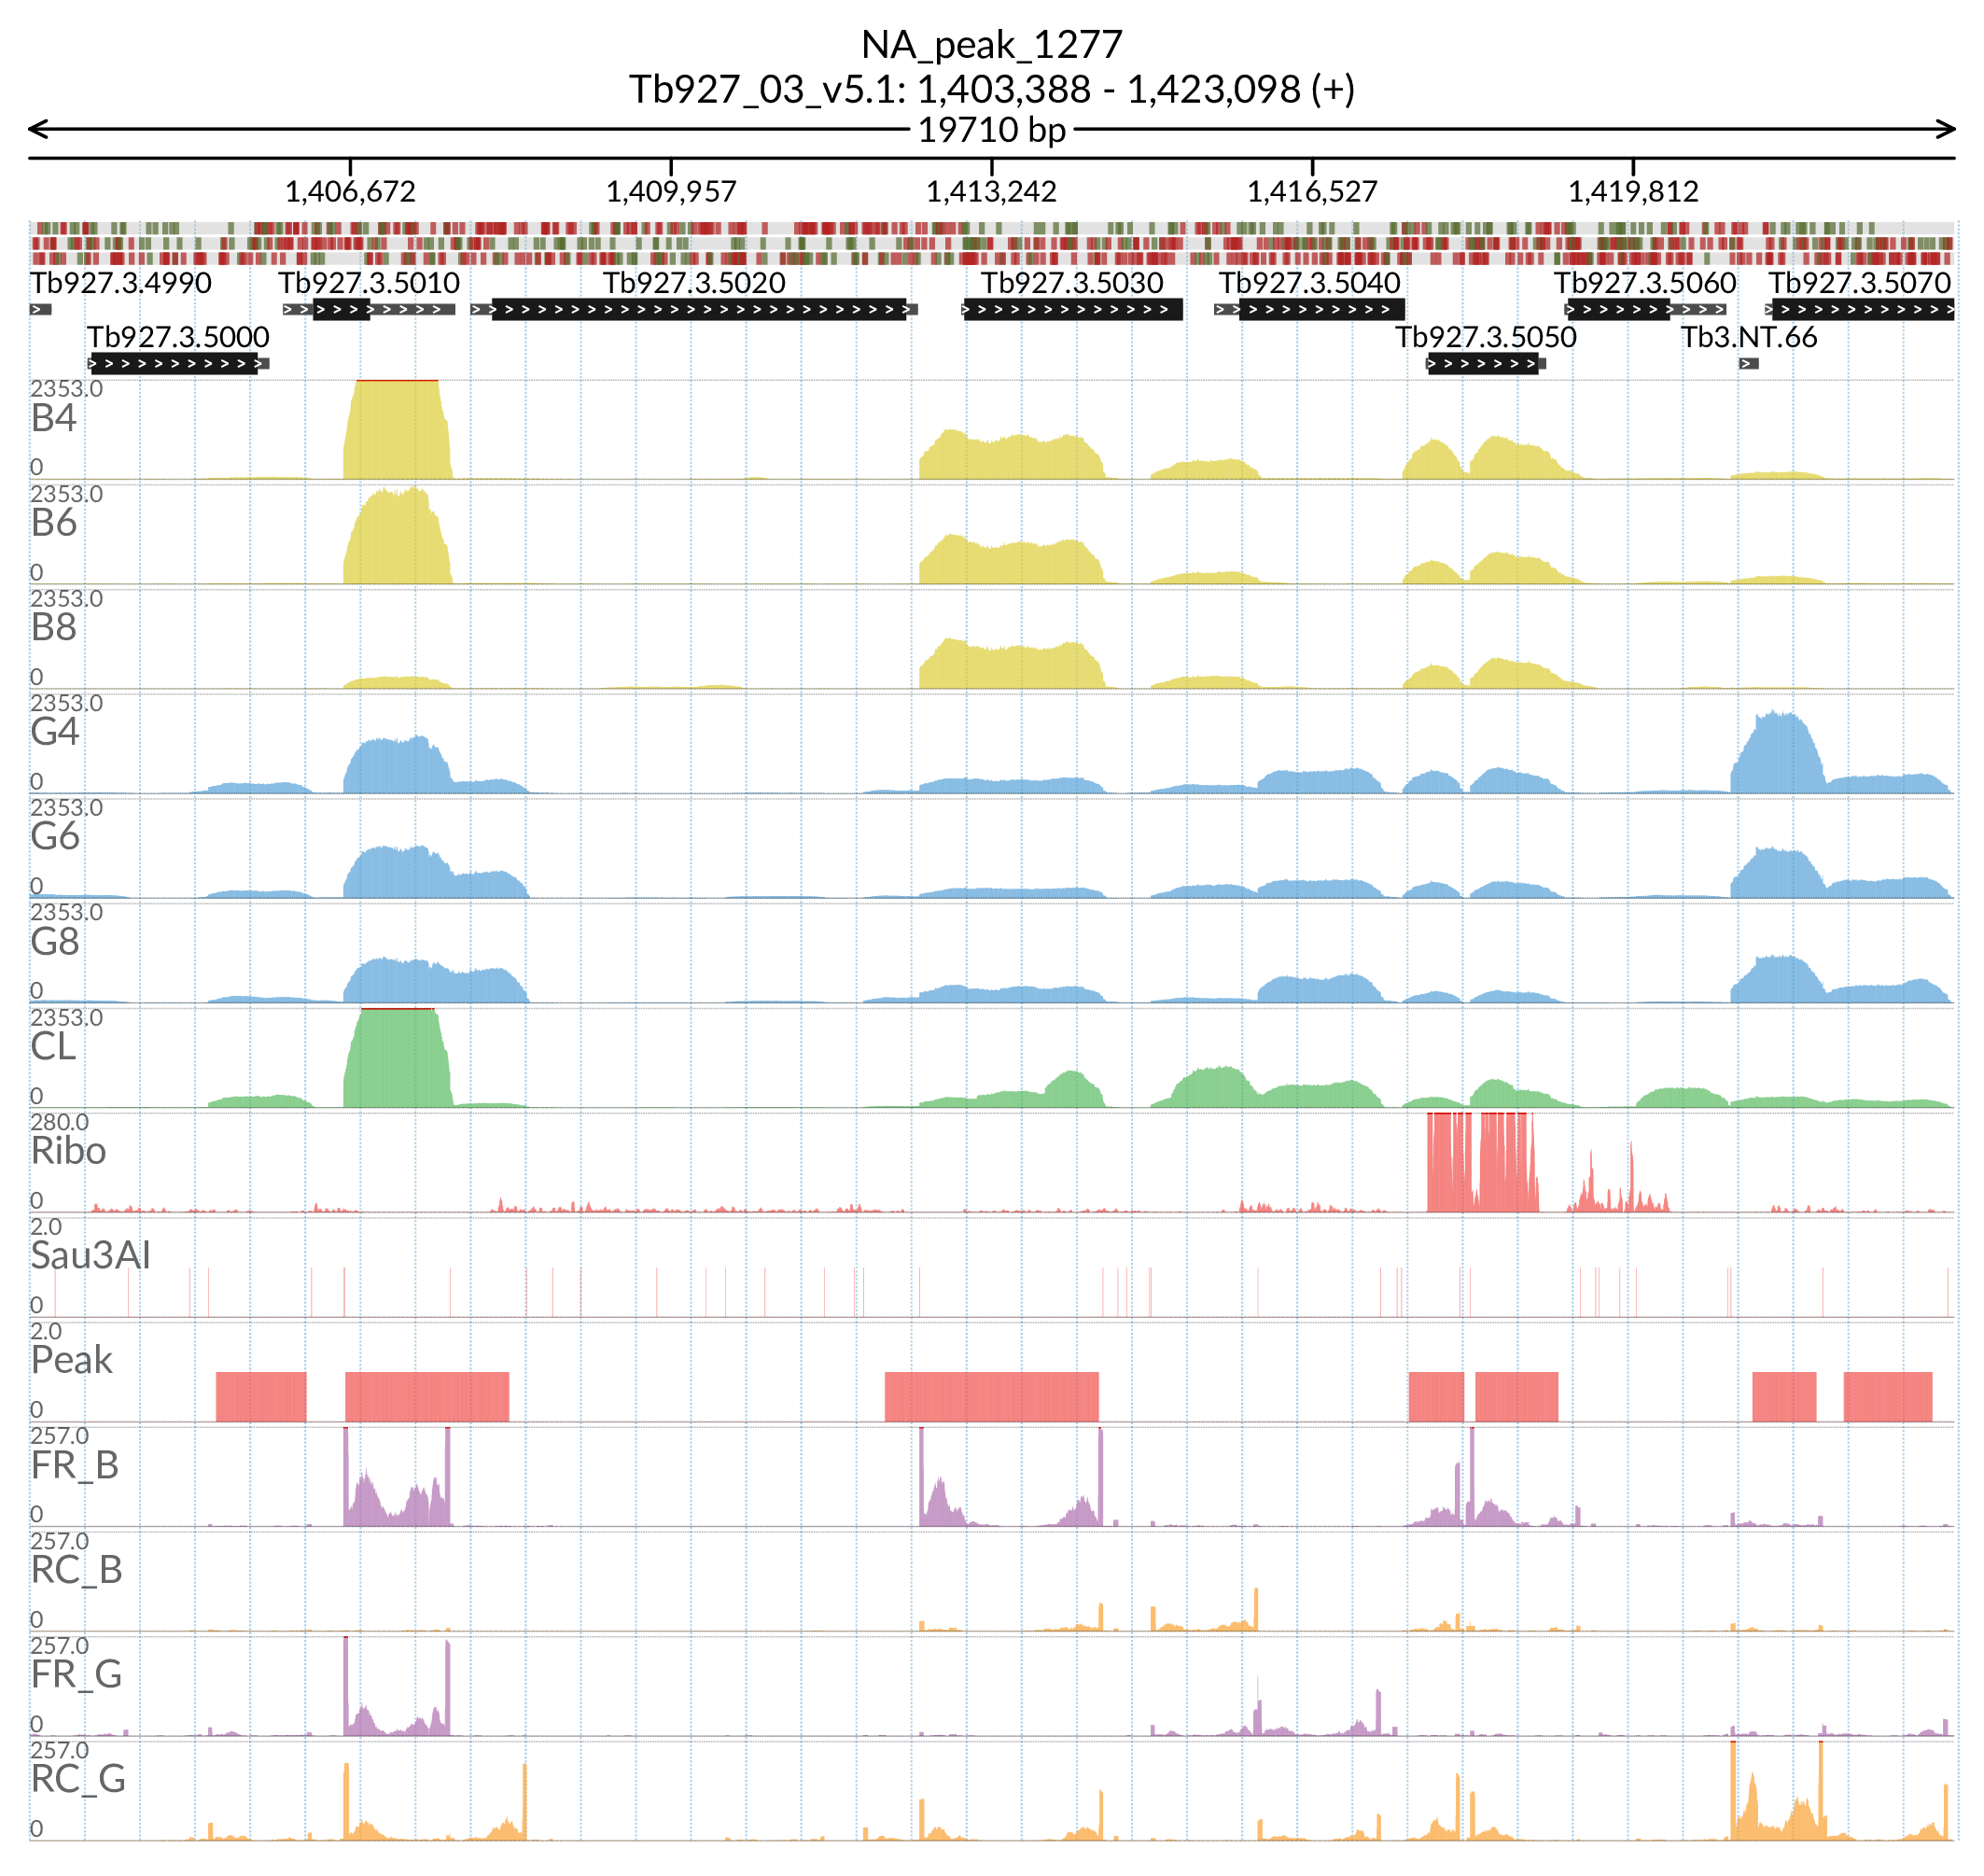 NA_peak_1277
Tb927_03_v5.1: 1,403,388 - 1,423,098 (+)
19710 bp
1,406,672 1,409,957 1,413,242 1,416,527 1,419,812
Tb927.3.4990 Tb927.3.5010 Tb927.3.5020 Tb927.3.5030 Tb927.3.5040 Tb927.3.5060 Tb927.3.5070
Tb927.3.5000 Tb927.3.5050 Tb3.NT.66
2353.0
B4
0
2353.0
B6
0
2353.0
B8
0
2353.0
G4
0
2353.0
G6
0
2353.0
G8
0
2353.0
CL
0
280.0
Ribo
0
2.0
Sau3AI
0
2.0
Peak
0
257.0
FR_B
0
257.0
RC_B
0
257.0
FR_G
0
257.0
RC_G
0